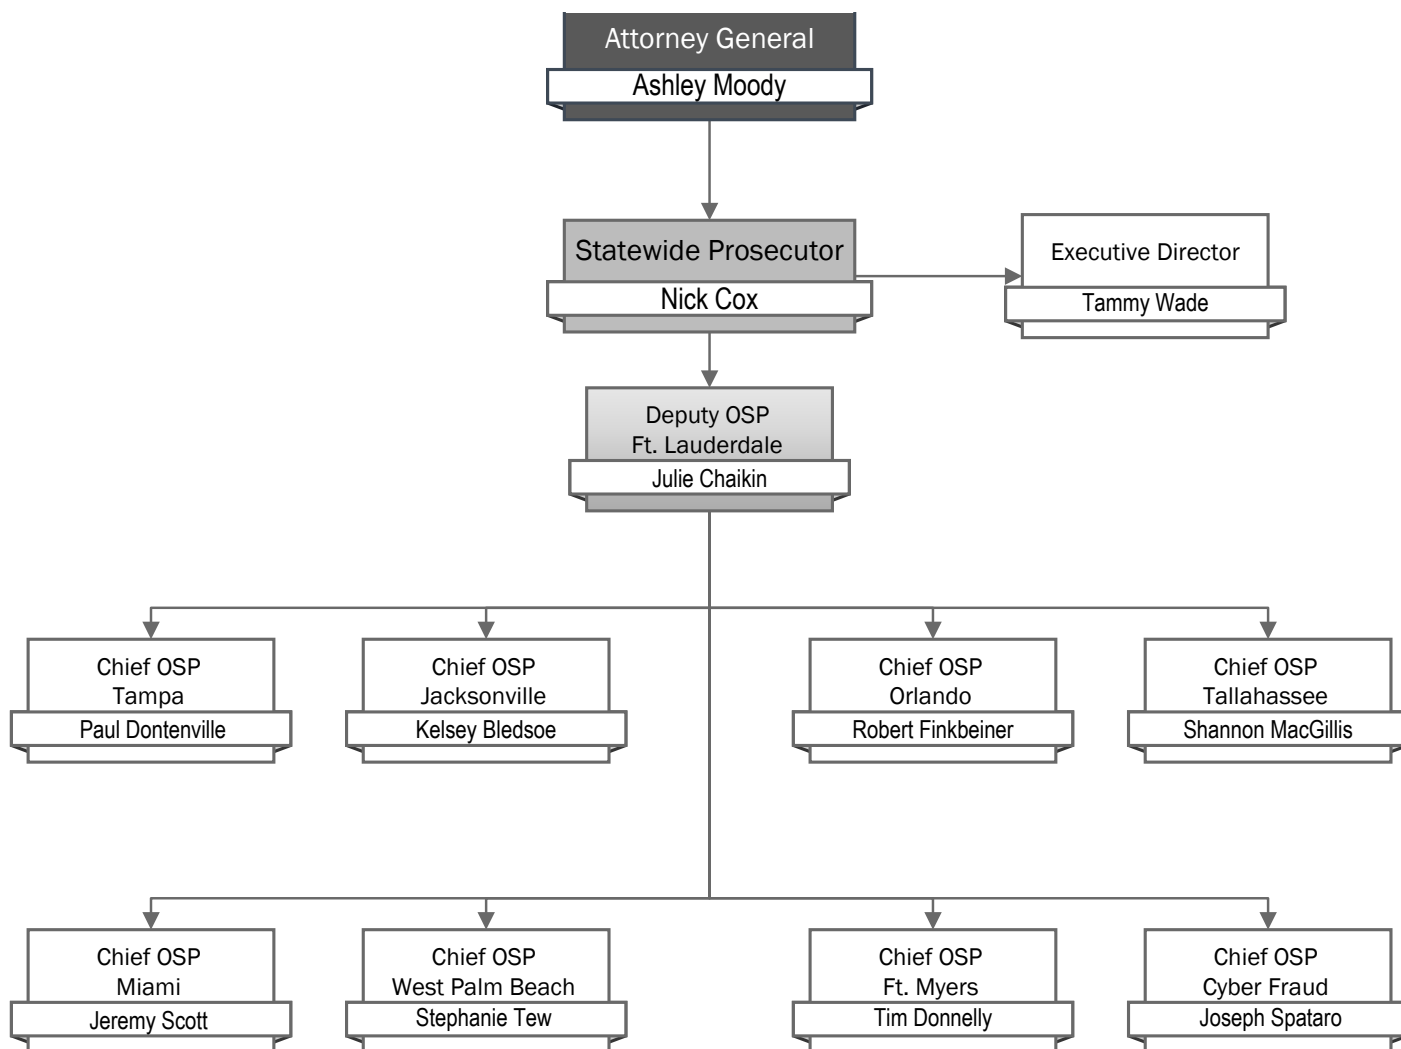 Attorney General
Ashley Moody
Statewide Prosecutor
Nick Cox
Executive Director
Tammy Wade
Deputy OSP
Ft. Lauderdale
Julie Chaikin
Chief OSP
Tampa
Paul Dontenville
Chief OSP
Jacksonville
Kelsey Bledsoe
Chief OSP
Orlando
Robert Finkbeiner
Chief OSP
Tallahassee
Shannon MacGillis
Chief OSP
Miami
Jeremy Scott
Chief OSP
West Palm Beach
Stephanie Tew
Chief OSP
Ft. Myers
Tim Donnelly
Chief OSP
Cyber Fraud
Joseph Spataro